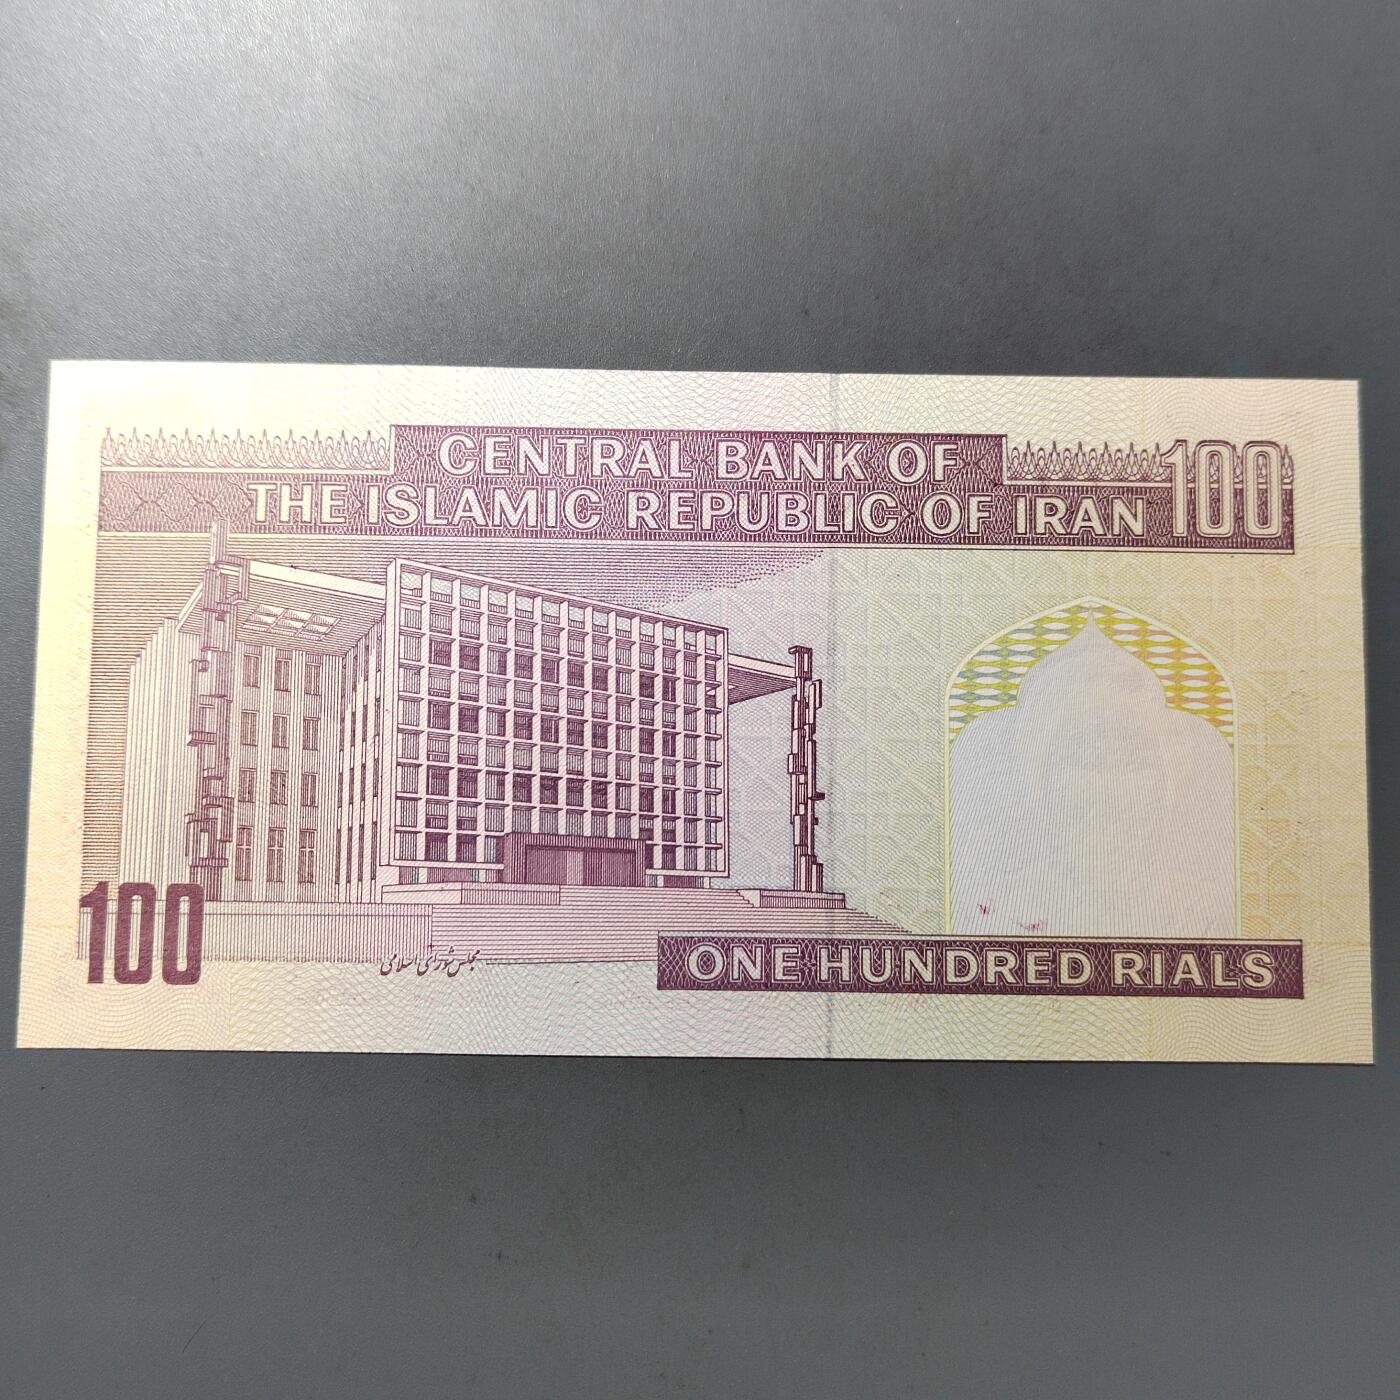 CENTRAL BANK OF
THE ISLAMIC REPUBLIC OF IRAN
100
100
مجلس شورای اسلامی
ONE HUNDRED RIALS